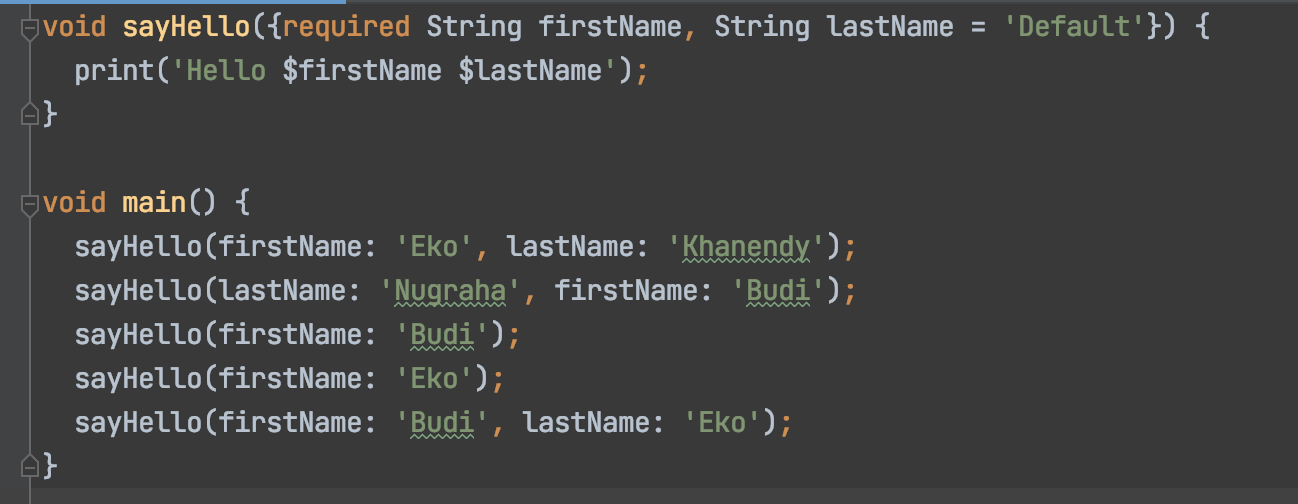 void sayHello({required String firstName, String lastName = 'Default'}) {
  print('Hello $firstName $lastName');
}

void main() {
  sayHello(firstName: 'Eko', lastName: 'Khanendy');
  sayHello(lastName: 'Nugraha', firstName: 'Budi');
  sayHello(firstName: 'Budi');
  sayHello(firstName: 'Eko');
  sayHello(firstName: 'Budi', lastName: 'Eko');
}